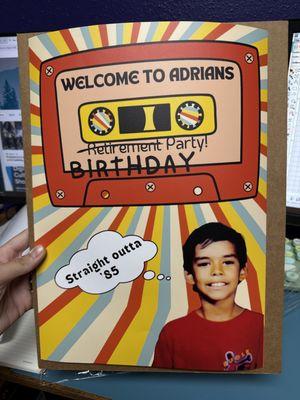 WELCOME TO ADRIANS
Retirement Party!
BIRTHDAY
Straight outta
'85